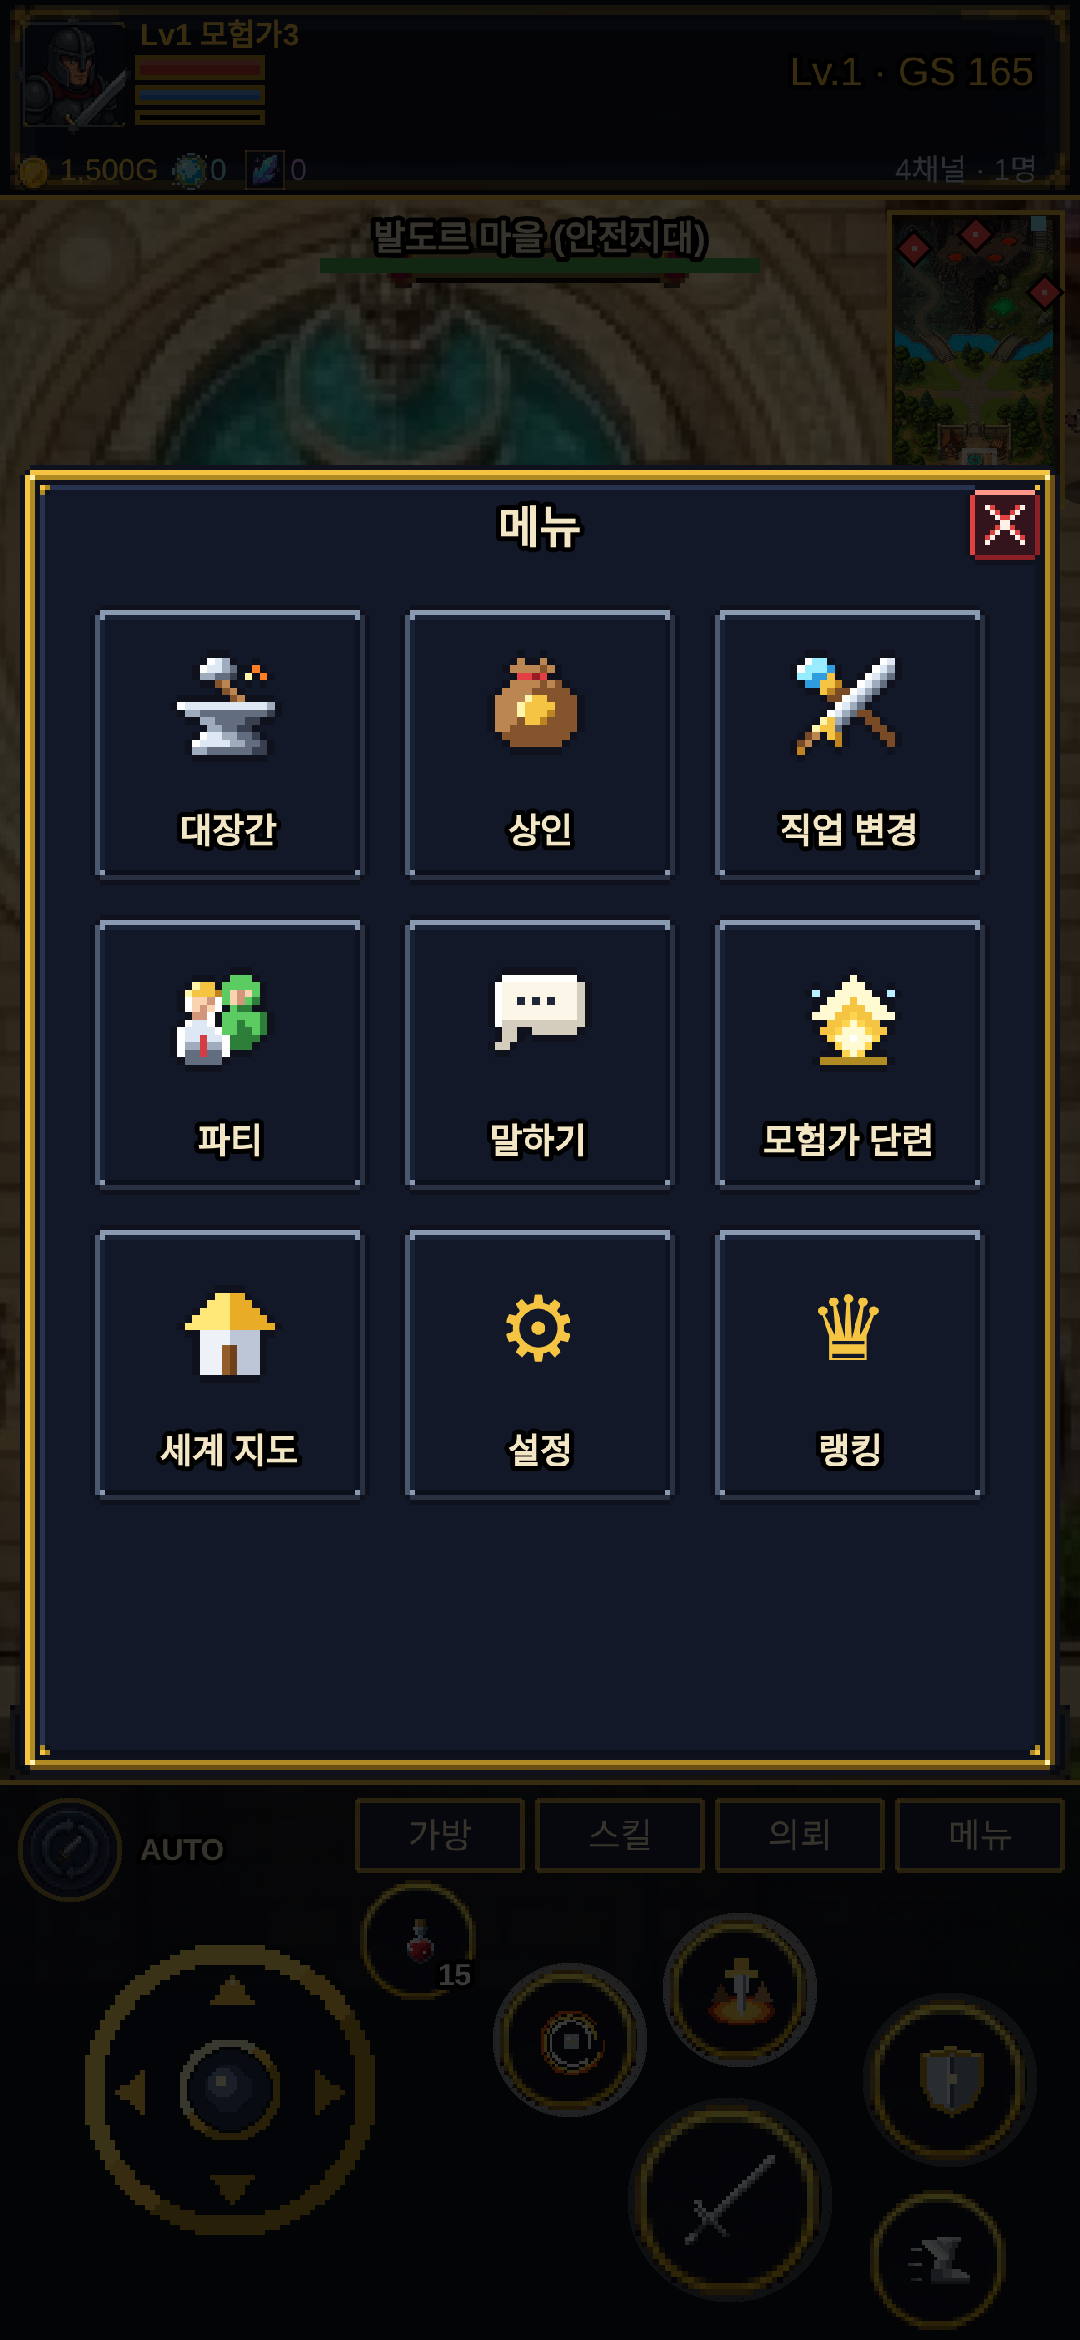 Lv1 모험가3
Lv.1 · GS 165
1,500G 0 0
4채널 · 1명
발도르 마을 (안전지대)
메뉴
대장간 상인 직업 변경
파티 말하기 모험가 단련
세계 지도 설정 랭킹
AUTO 가방 스킬 의뢰 메뉴
15